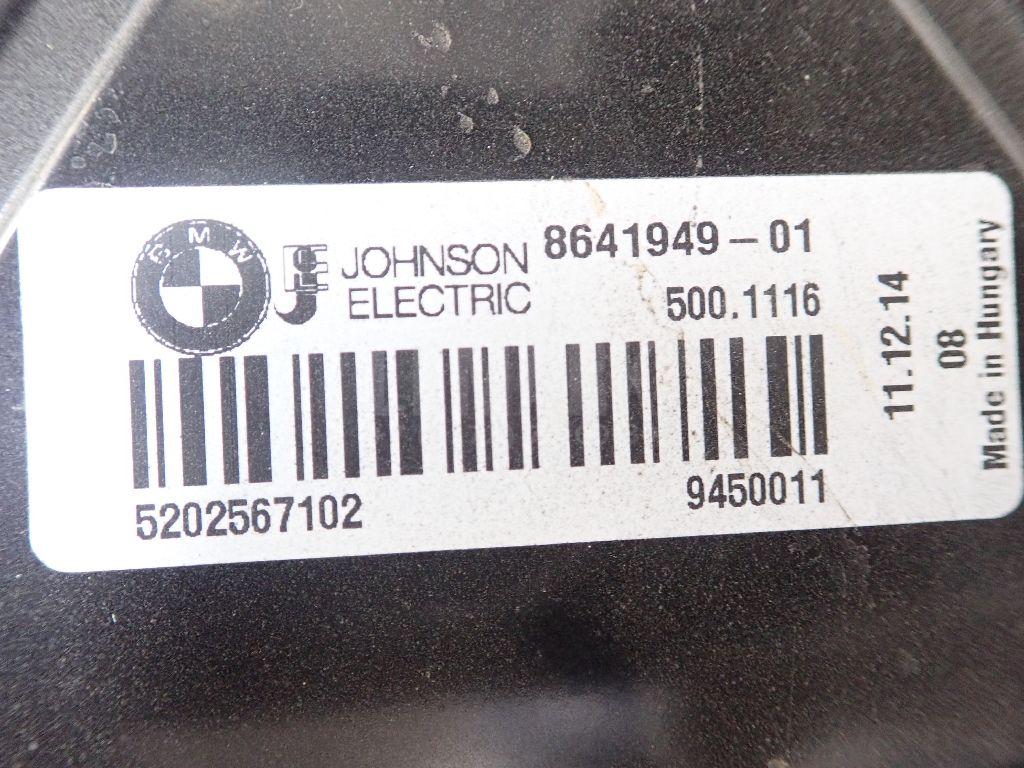 BMW
JOHNSON
ELECTRIC
8641949-01
500.1116
5202567102
9450011
11.12.14
08
Made in Hungary